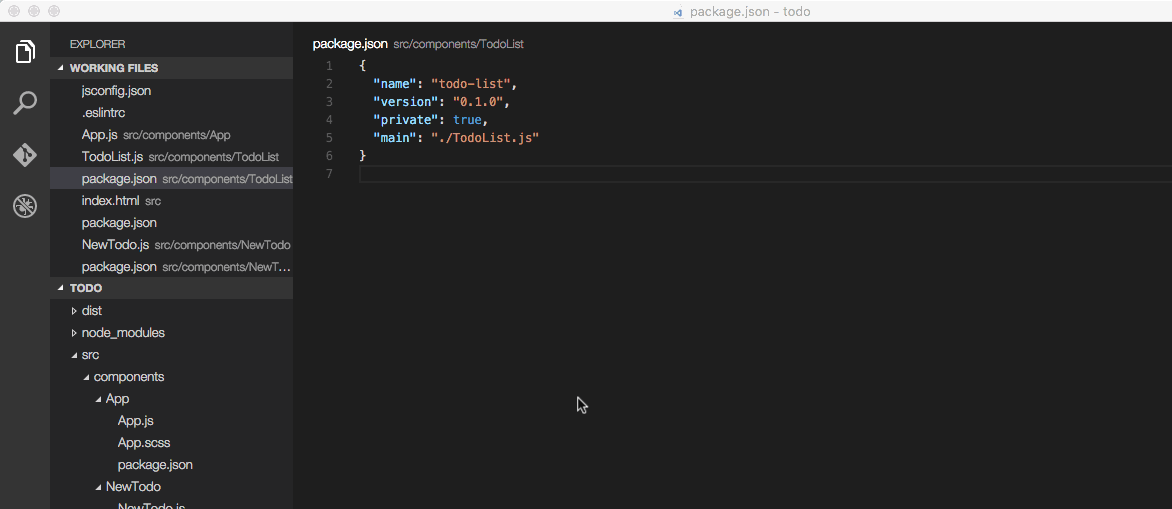 package.json - todo
EXPLORER
WORKING FILES
jsconfig.json
.eslintrc
App.js src/components/App
TodoList.js src/components/TodoList
package.json src/components/TodoList
index.html src
package.json
NewTodo.js src/components/NewTodo
package.json src/components/NewT...
TODO
dist
node_modules
src
components
App
App.js
App.scss
package.json
NewTodo
NewTodo.js
package.json src/components/TodoList
1 {
2 "name": "todo-list",
3 "version": "0.1.0",
4 "private": true,
5 "main": "./TodoList.js"
6 }
7